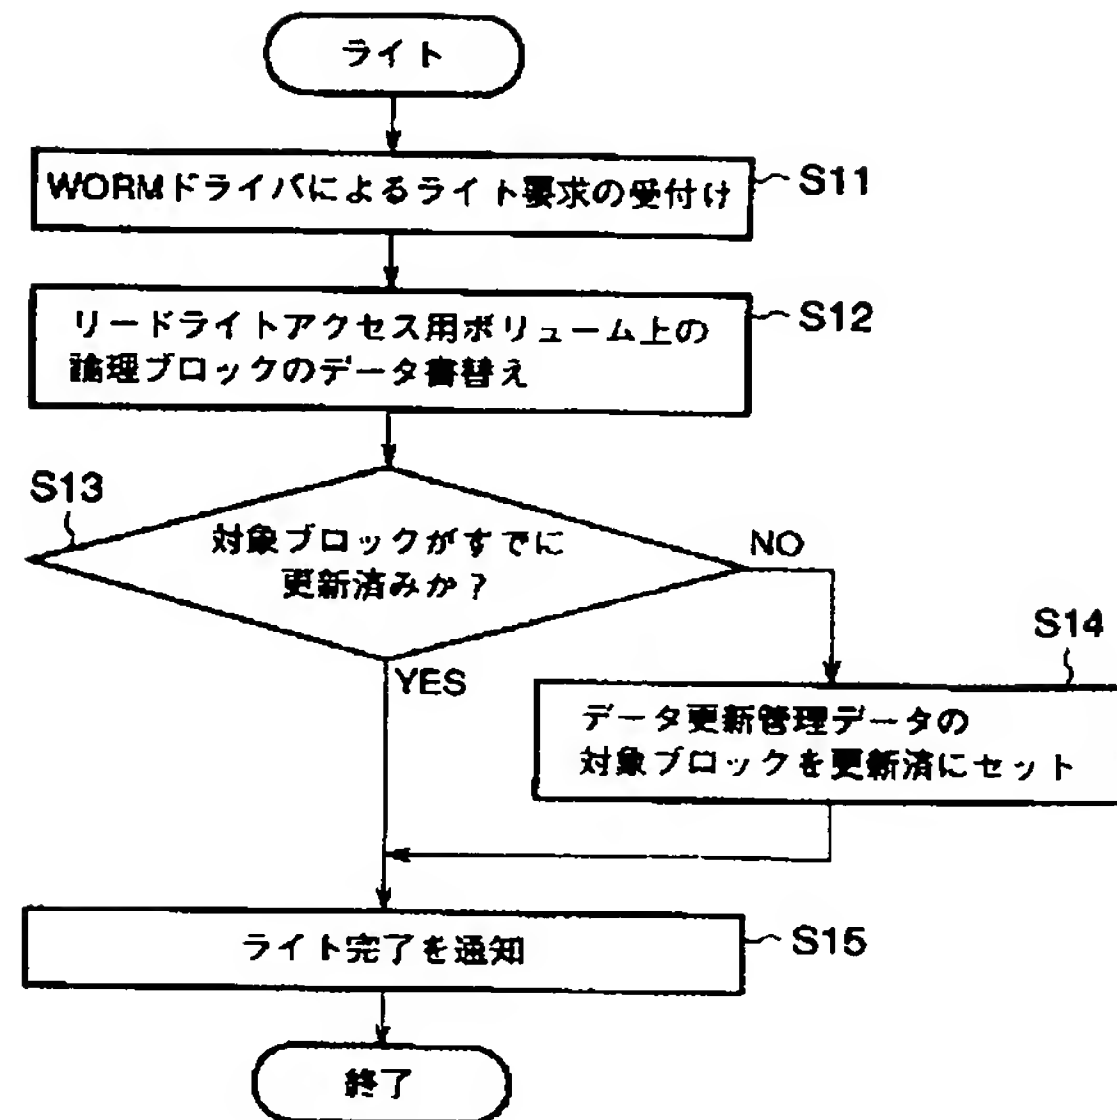 ライト
WORMドライバによるライト要求の受付け
S11
リードライトアクセス用ボリューム上の
論理ブロックのデータ書替え
S12
S13
対象ブロックがすでに
更新済みか?
NO
YES
S14
データ更新管理データの
対象ブロックを更新済にセット
ライト完了を通知
S15
終了